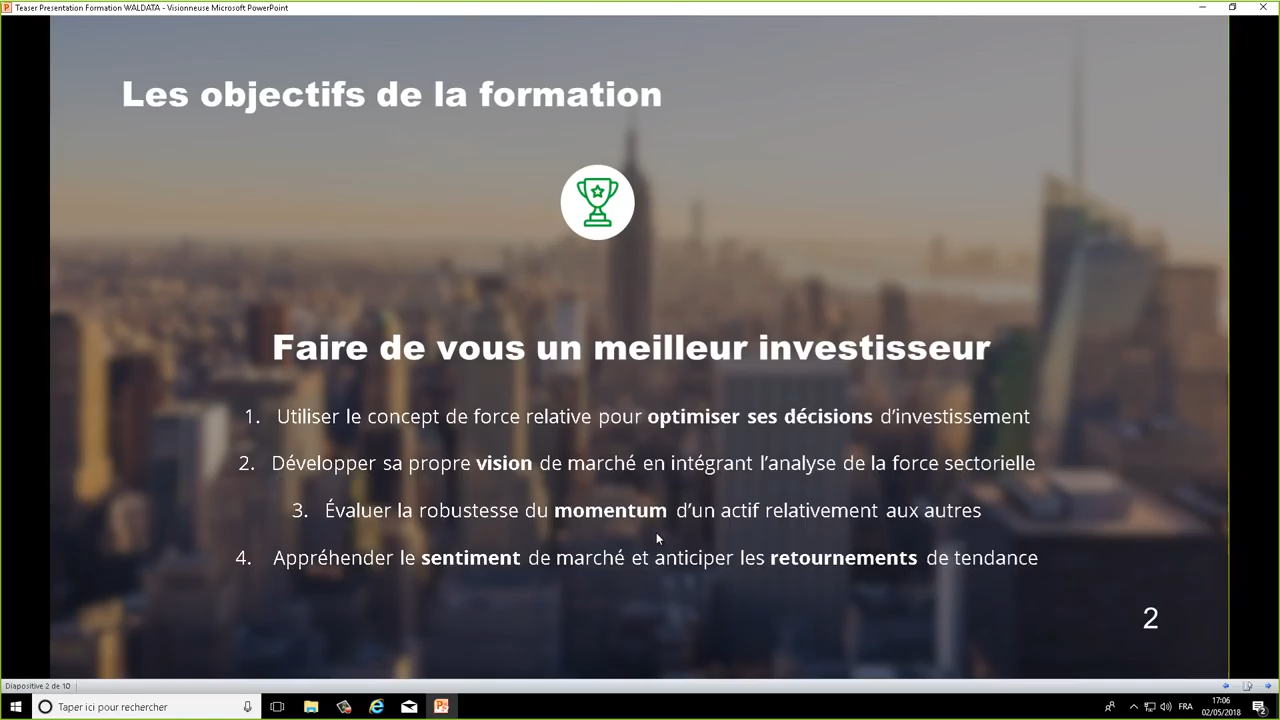 Teaser Presentation Formation WALDATA - Visionneuse Microsoft PowerPoint
Les objectifs de la formation
Faire de vous un meilleur investisseur
1. Utiliser le concept de force relative pour optimiser ses décisions d’investissement
2. Développer sa propre vision de marché en intégrant l’analyse de la force sectorielle
3. Évaluer la robustesse du momentum d’un actif relativement aux autres
4. Appréhender le sentiment de marché et anticiper les retournements de tendance
2
Diapositive 2 de 10
Taper ici pour rechercher
FRA
17:06
02/05/2018
2